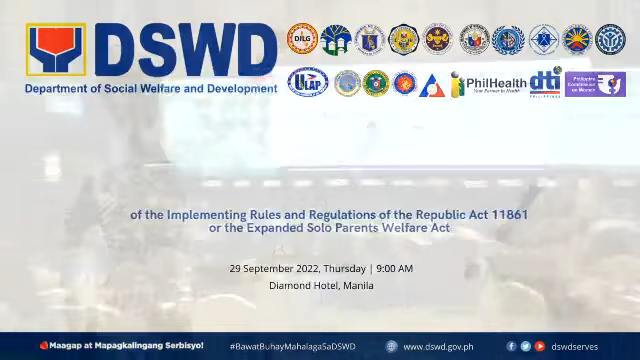 DSWD
Department of Social Welfare and Development
DILG
ULAP
PhilHealth
Your Partner in Health
dti
PHILIPPINES
Philippine
Commission
on Women
of the Implementing Rules and Regulations of the Republic Act 11861
or the Expanded Solo Parents Welfare Act
29 September 2022, Thursday | 9:00 AM
Diamond Hotel, Manila
Maagap at Mapagkalingang Serbisyo!
#BawatBuhayMahalagaSaDSWD
www.dswd.gov.ph
dswdserves